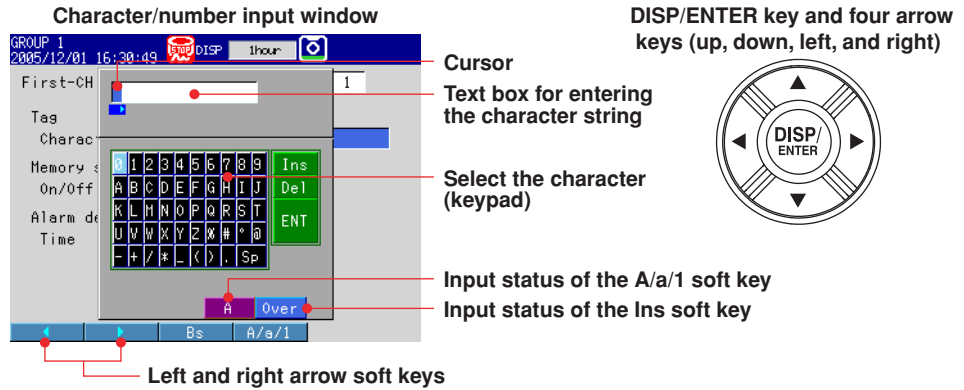 Character/number input window
DISP/ENTER key and four arrow
keys (up, down, left, and right)
GROUP 1
2005/12/01 16:30:49
STOP
DISP
1hour
First-CH
1
Tag
Charac
Memory s
On/Off
Alarm de
Time
0 1 2 3 4 5 6 7 8 9
A B C D E F G H I J
K L M N O P Q R S T
U V W X Y Z % # ° @
- + / * _ ( ) . Sp
Ins
Del
ENT
A
Over
Bs
A/a/1
Cursor
Text box for entering
the character string
Select the character
(keypad)
Input status of the A/a/1 soft key
Input status of the Ins soft key
Left and right arrow soft keys
DISP/
ENTER